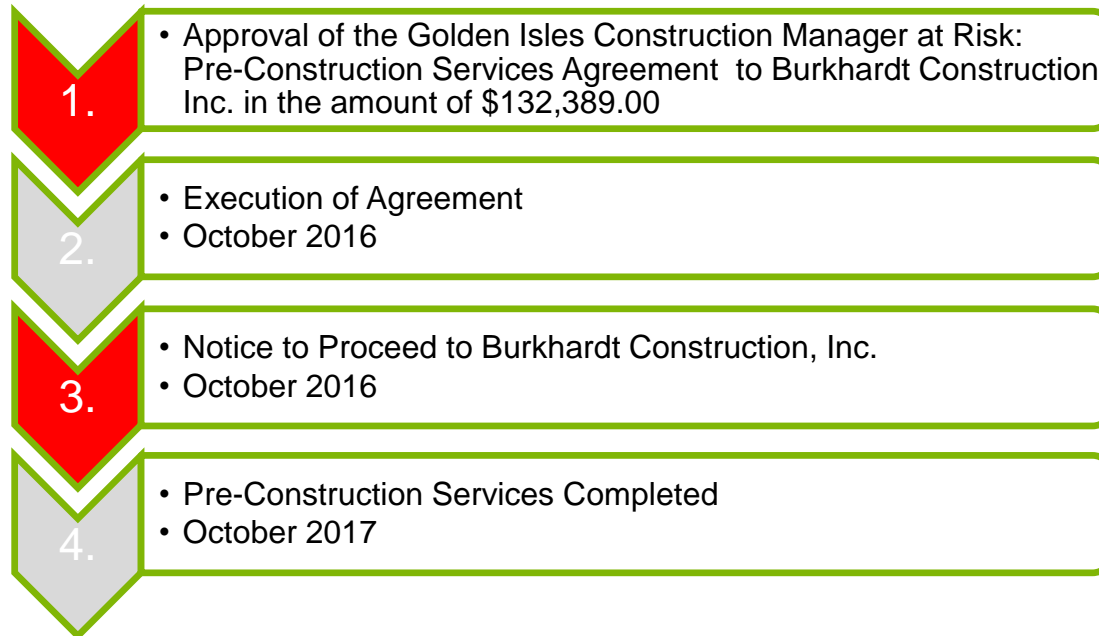 1.
• Approval of the Golden Isles Construction Manager at Risk:
Pre-Construction Services Agreement to Burkhardt Construction
Inc. in the amount of $132,389.00
2.
• Execution of Agreement
• October 2016
3.
• Notice to Proceed to Burkhardt Construction, Inc.
• October 2016
4.
• Pre-Construction Services Completed
• October 2017